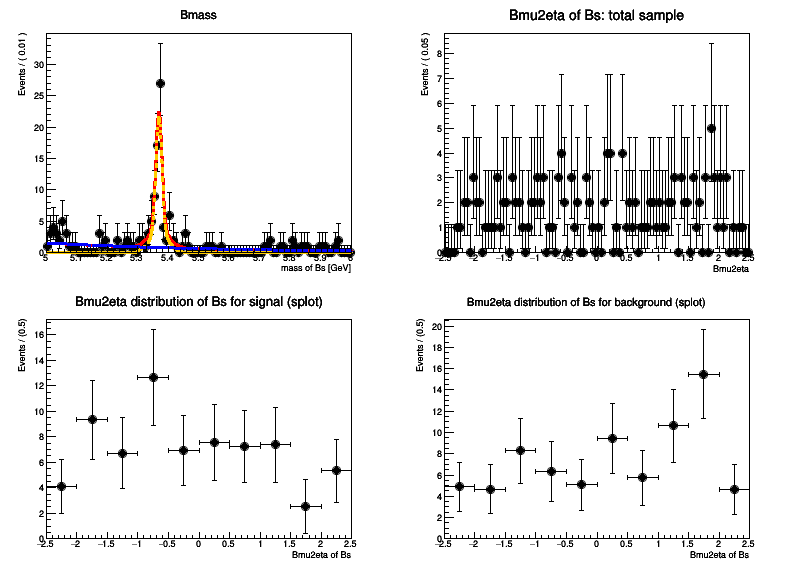 Bmass
Events / ( 0.01 )
30
25
20
15
10
5
0
5 5.1 5.2 5.3 5.4 5.5 5.6 5.7 5.8 5.9 6
mass of Bs [GeV]
Bmu2eta of Bs: total sample
Events / ( 0.05 )
8
7
6
5
4
3
2
1
0
−2.5 −2 −1.5 −1 −0.5 0 0.5 1 1.5 2 2.5
Bmu2eta
Bmu2eta distribution of Bs for signal (splot)
Events / (0.5)
16
14
12
10
8
6
4
2
0
−2.5 −2 −1.5 −1 −0.5 0 0.5 1 1.5 2 2.5
Bmu2eta of Bs
Bmu2eta distribution of Bs for background (splot)
Events / (0.5)
20
18
16
14
12
10
8
6
4
2
0
−2.5 −2 −1.5 −1 −0.5 0 0.5 1 1.5 2 2.5
Bmu2eta of Bs